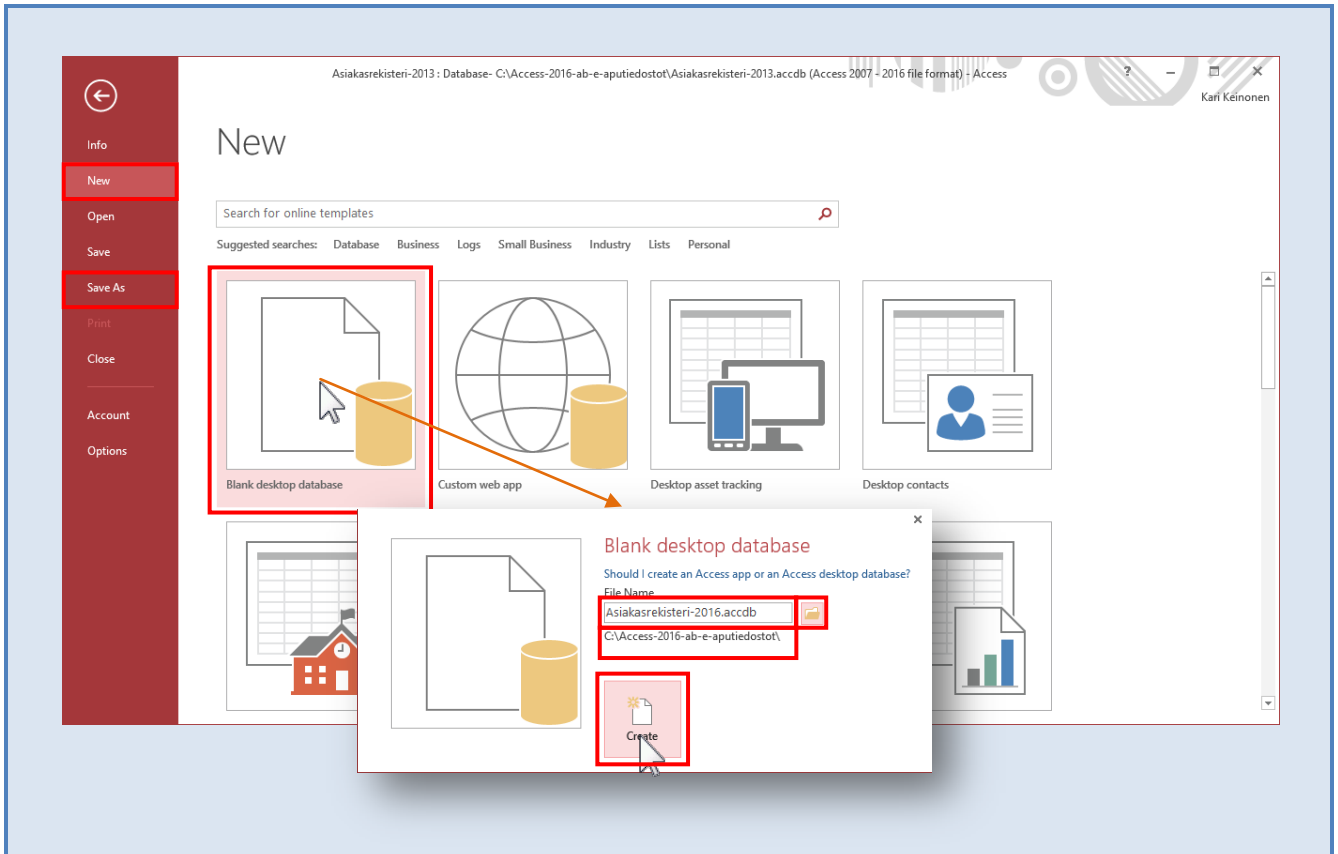 Asiakasrekisteri-2013 : Database- C:\Access-2016-ab-e-aputiedostot\Asiakasrekisteri-2013.accdb (Access 2007 - 2016 file format) - Access
?
Kari Keinonen
Info
New
Open
Save
Save As
Print
Close
Account
Options
New
Search for online templates
Suggested searches: Database Business Logs Small Business Industry Lists Personal
Blank desktop database
Custom web app
Desktop asset tracking
Desktop contacts
Blank desktop database
Should I create an Access app or an Access desktop database?
File Name
Asiakasrekisteri-2016.accdb
C:\Access-2016-ab-e-aputiedostot\
Create